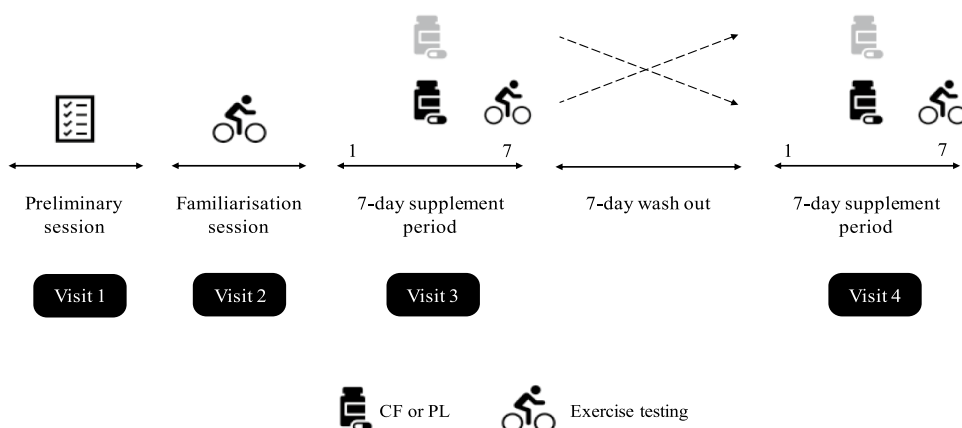 1 7
1 7
Preliminary session
Familiarisation session
7-day supplement period
7-day wash out
7-day supplement period
Visit 1
Visit 2
Visit 3
Visit 4
CF or PL
Exercise testing